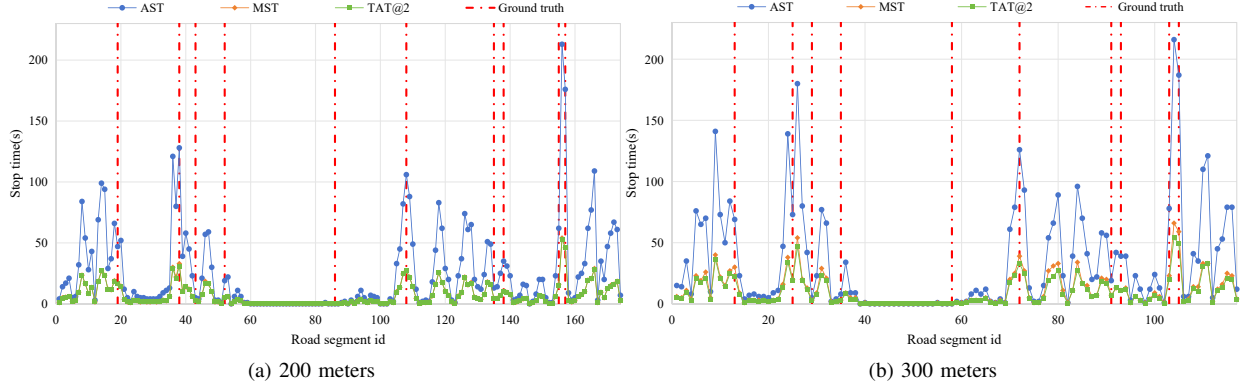 AST MST TAT@2 Ground truth
200
150
100
50
0
Stop time(s)
0 20 40 60 80 100 120 140 160
Road segment id
(a) 200 meters
AST MST TAT@2 Ground truth
200
150
100
50
0
Stop time(s)
0 20 40 60 80 100
Road segment id
(b) 300 meters